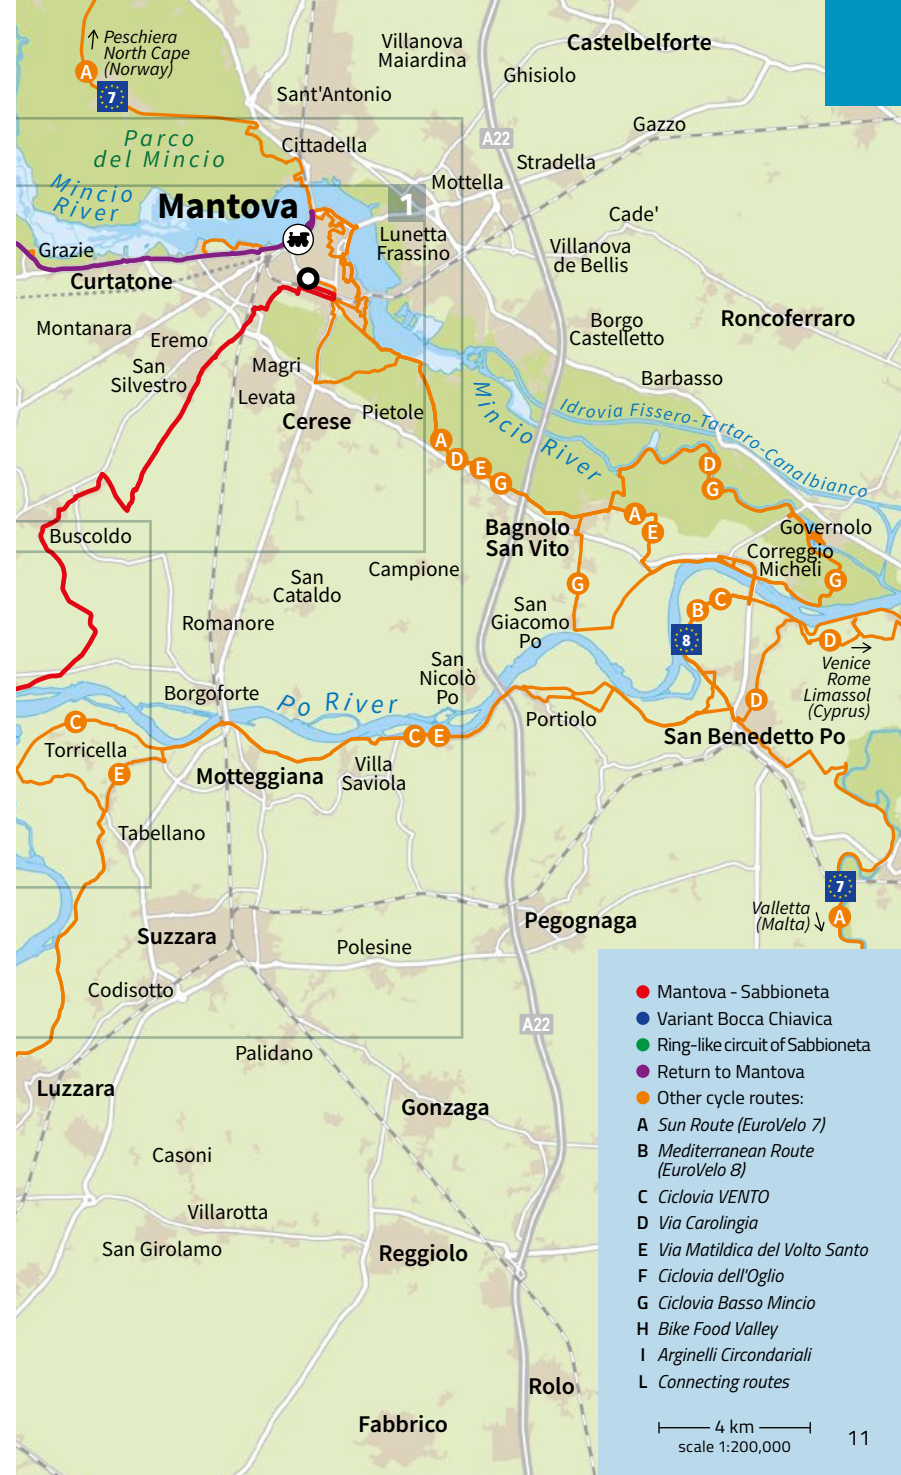 Peschiera
North Cape
(Norway)
A
7
Villanova
Maiardina
Castelbelforte
Ghisiolo
Sant'Antonio
Gazzo
Parco
del Mincio
Cittadella
A22
Stradella
Mottella
Mincio
River
Mantova
1
Cade'
Lunetta
Frassino
Villanova
de Bellis
Grazie
Curtatone
Montanara
Eremo
Borgo
Castelletto
Roncoferraro
San
Silvestro
Magri
Barbasso
Levata
Cerese
Pietole
Mincio River
Idrovia Fissero-Tartaro-Canalbianco
A
D
E
G
D
G
A
E
Buscoldo
Bagnolo
San Vito
Governolo
Correggio
Micheli
G
Campione
San
Cataldo
G
San
Giacomo
Po
B
C
8
Romanore
D
Venice
Rome
Limassol
(Cyprus)
San
Nicolò
Po
Borgoforte
Po River
D
Portiolo
C
C
E
San Benedetto Po
Torricella
E
Motteggiana
Villa
Saviola
Tabellano
7
Valletta
(Malta)
A
Suzzara
Pegognaga
Polesine
Codisotto
A22
Palidano
Luzzara
Gonzaga
Casoni
Villarotta
San Girolamo
Reggiolo
Rolo
Fabbrico
Mantova - Sabbioneta
Variant Bocca Chiavica
Ring-like circuit of Sabbioneta
Return to Mantova
Other cycle routes:
A Sun Route (EuroVelo 7)
B Mediterranean Route
(EuroVelo 8)
C Ciclovia VENTO
D Via Carolingia
E Via Matildica del Volto Santo
F Ciclovia dell'Oglio
G Ciclovia Basso Mincio
H Bike Food Valley
I Arginelli Circondariali
L Connecting routes
4 km
scale 1:200,000
11